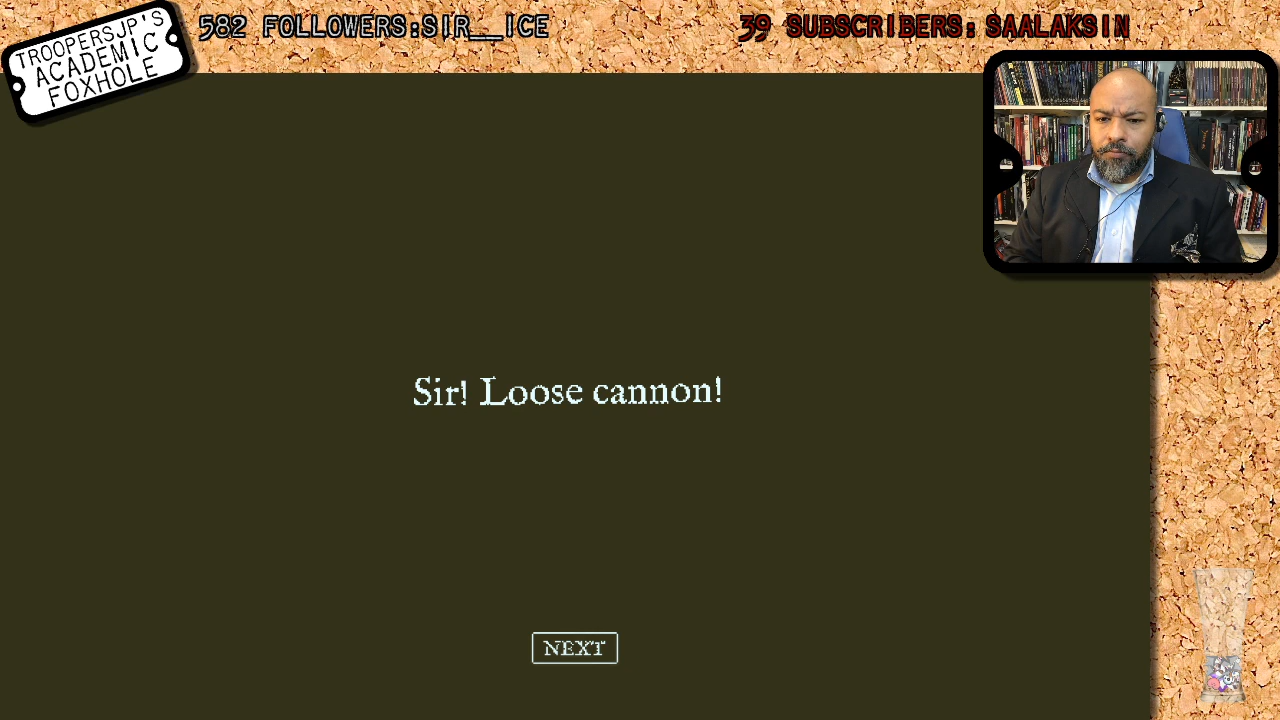 TROOPERSJP'S
ACADEMIC
FOXHOLE
582 FOLLOWERS:SIR__ICE
39 SUBSCRIBERS: SAALAKSIN
Sir! Loose cannon!
NEXT